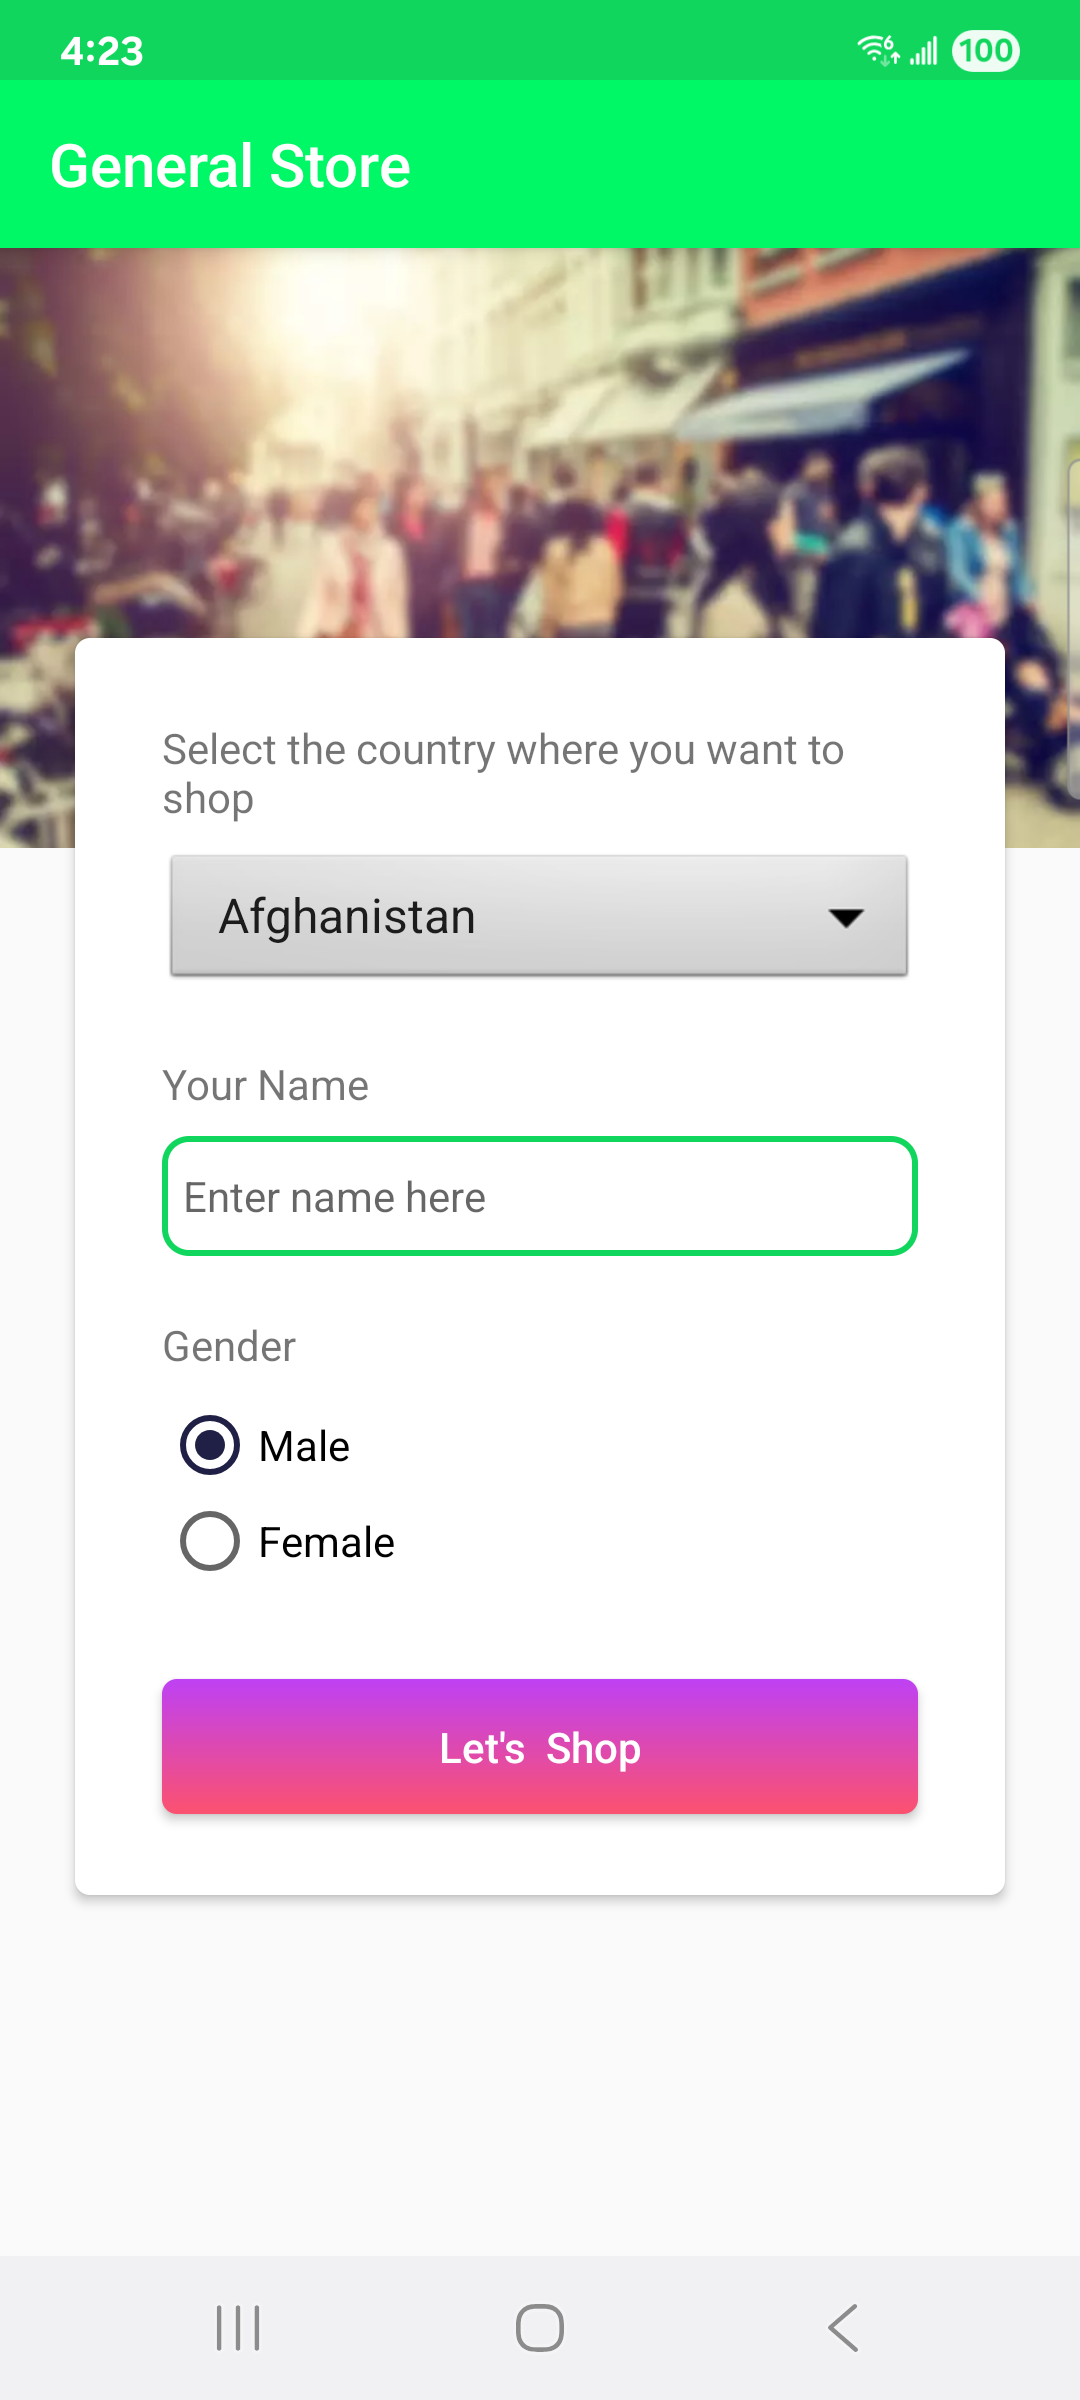 4:23
6
100
General Store
Select the country where you want to
shop
Afghanistan
Your Name
Enter name here
Gender
Male
Female
Let's  Shop